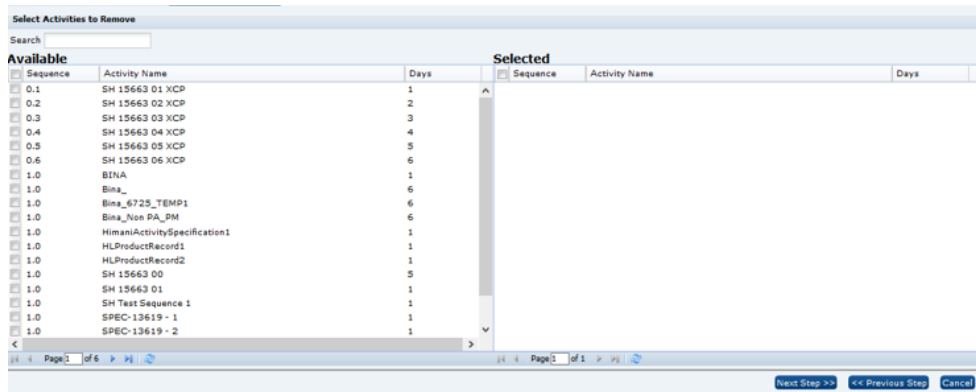 Select Activities to Remove
Search
Available Selected
Sequence Activity Name Days Sequence Activity Name Days
0.1 SH 15663 01 XCP 1
0.2 SH 15663 02 XCP 2
0.3 SH 15663 03 XCP 3
0.4 SH 15663 04 XCP 4
0.5 SH 15663 05 XCP 5
0.6 SH 15663 06 XCP 6
1.0 BINA 1
1.0 Bina_ 6
1.0 Bina_6725_TEMP1 6
1.0 Bina_Non PA_PM 6
1.0 HimaniActivitySpecification1 1
1.0 HLProductRecord1 1
1.0 HLProductRecord2 1
1.0 SH 15663 00 5
1.0 SH 15663 01 1
1.0 SH Test Sequence 1 1
1.0 SPEC-13619 - 1 1
1.0 SPEC-13619 - 2 1
Page 1 of 6 Page 1 of 1
Next Step >> << Previous Step Cancel